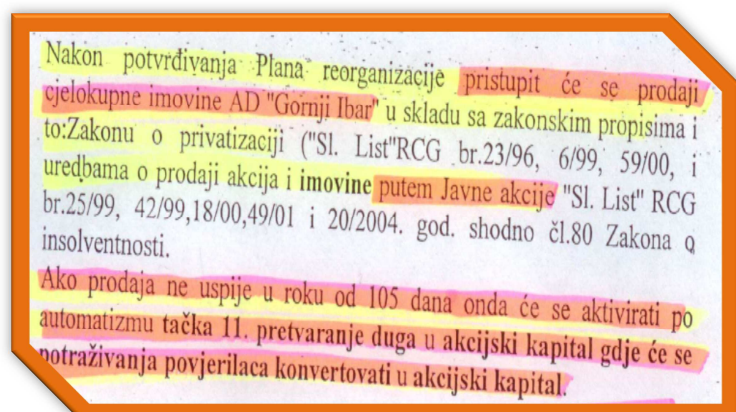 Nakon potvrđivanja Plana reorganizacije pristupit će se prodaji
cjelokupne imovine AD "Gornji Ibar" u skladu sa zakonskim propisima i
to:Zakonu o privatizaciji ("Sl. List"RCG br.23/96, 6/99, 59/00, i
uredbama o prodaji akcija i imovine putem Javne akcije "Sl. List" RCG
br.25/99, 42/99,18/00,49/01 i 20/2004. god. shodno čl.80 Zakona o
insolventnosti.
Ako prodaja ne uspije u roku od 105 dana onda će se aktivirati po
automatizmu tačka 11. pretvaranje duga u akcijski kapital gdje će se
potraživanja povjerilaca konvertovati u akcijski kapital.